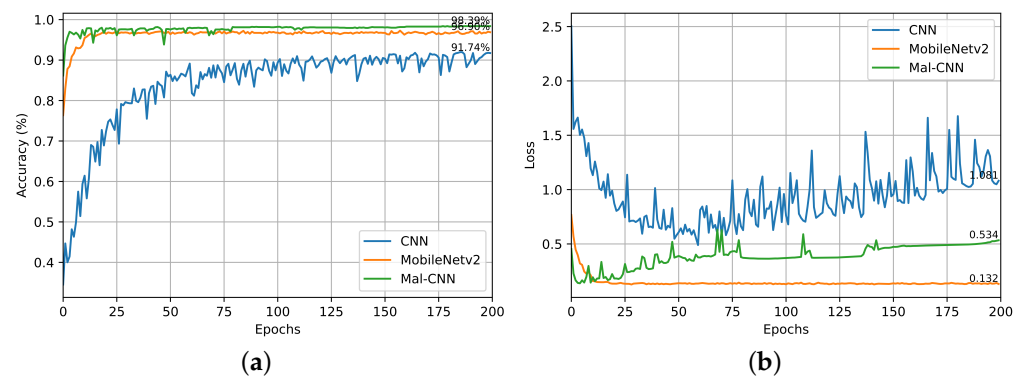 1.0
0.9
0.8
0.7
0.6
0.5
0.4
Accuracy (%)
98.39%
96.90%
91.74%
CNN
MobileNetv2
Mal-CNN
0 25 50 75 100 125 150 175 200
Epochs
(a)
2.5
2.0
1.5
1.0
0.5
Loss
CNN
MobileNetv2
Mal-CNN
1.081
0.534
0.132
0 25 50 75 100 125 150 175 200
Epochs
(b)